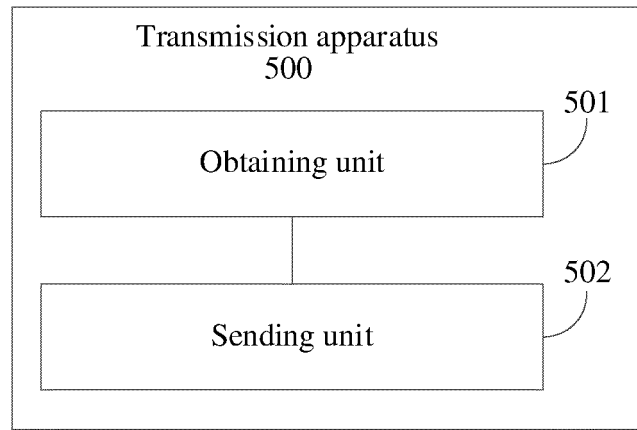 Transmission apparatus
500
501
Obtaining unit
502
Sending unit